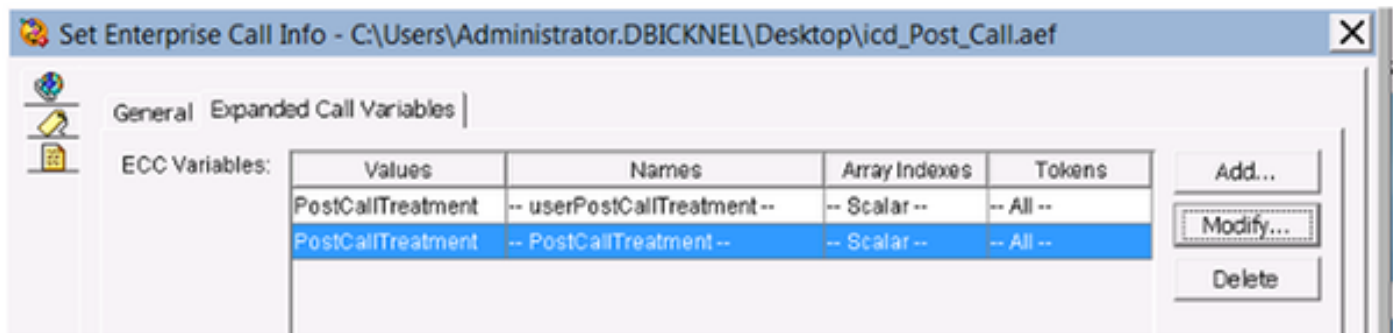 Set Enterprise Call Info - C:\Users\Administrator.DBICKNEL\Desktop\icd_Post_Call.aef
General Expanded Call Variables
ECC Variables: Values Names Array Indexes Tokens Add...
PostCallTreatment -- userPostCallTreatment -- -- Scalar -- -- All --
Modify...
PostCallTreatment -- PostCallTreatment -- -- Scalar -- -- All --
Delete